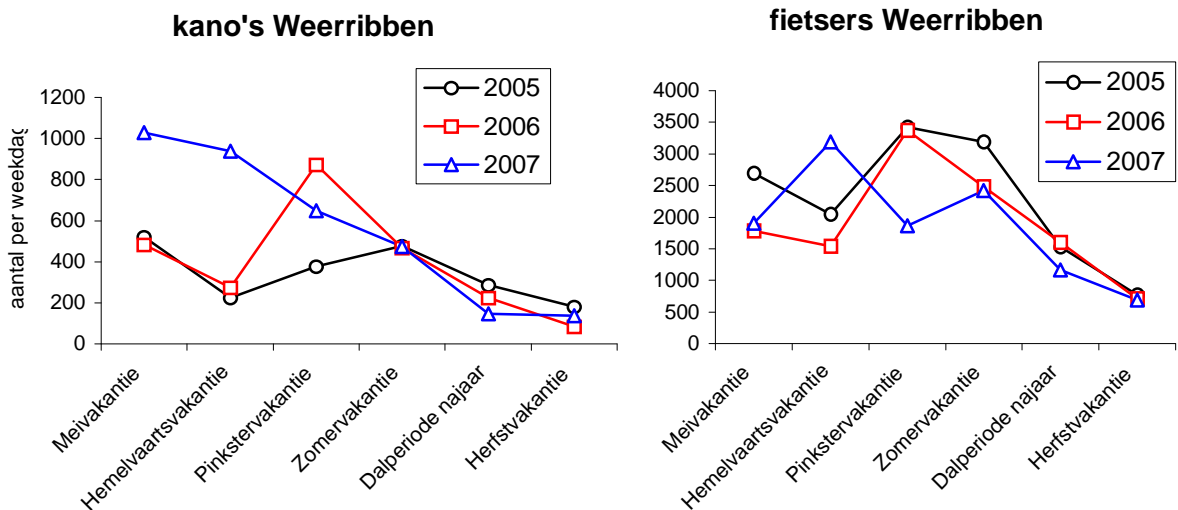 kano's Weerribben
aantal per weekdag
1200
1000
800
600
400
200
0
2005
2006
2007
Meivakantie
Hemelvaartsvakantie
Pinkstervakantie
Zomervakantie
Dalperiode najaar
Herfstvakantie
fietsers Weerribben
4000
3500
3000
2500
2000
1500
1000
500
0
2005
2006
2007
Meivakantie
Hemelvaartsvakantie
Pinkstervakantie
Zomervakantie
Dalperiode najaar
Herfstvakantie